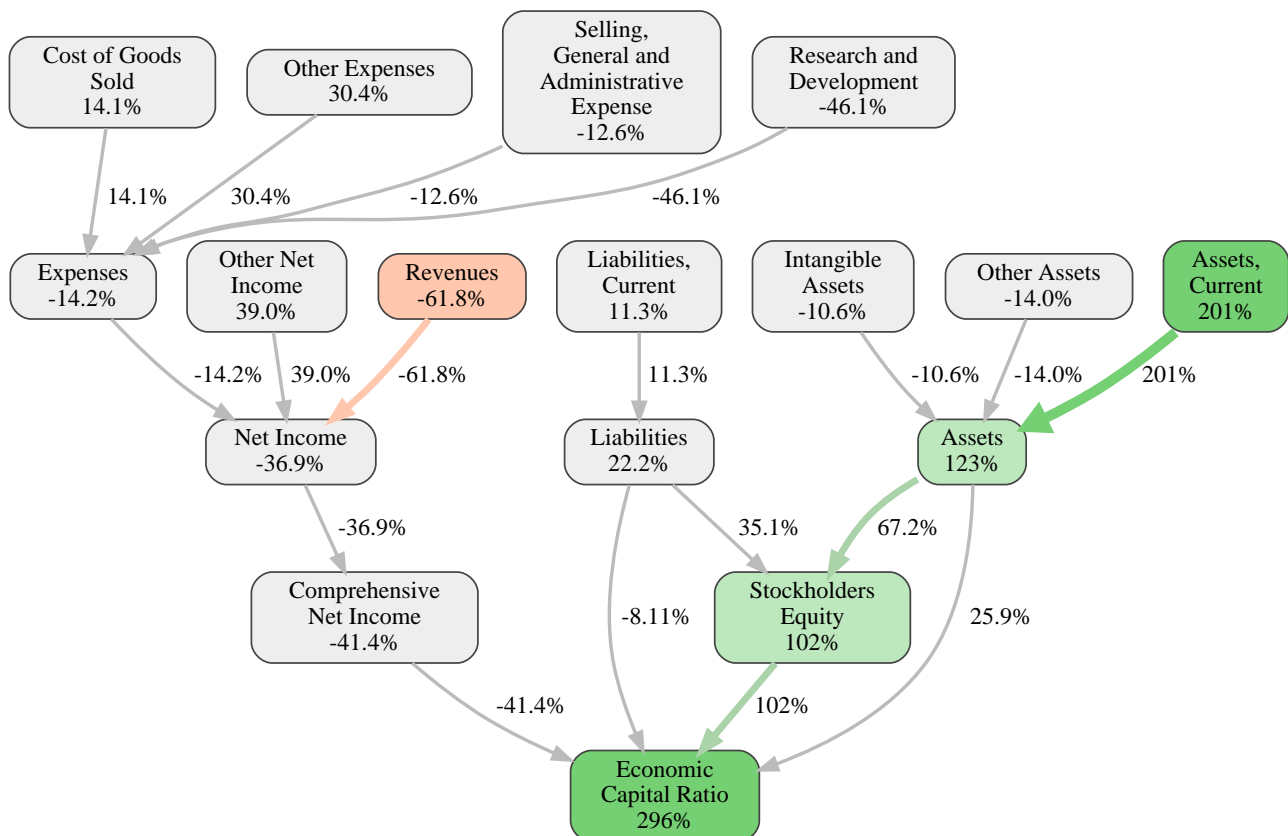 Cost of Goods
Sold
14.1%
Other Expenses
30.4%
Selling,
General and
Administrative
Expense
-12.6%
Research and
Development
-46.1%
14.1%
30.4%
-12.6%
-46.1%
Expenses
-14.2%
Other Net
Income
39.0%
Revenues
-61.8%
Liabilities,
Current
11.3%
Intangible
Assets
-10.6%
Other Assets
-14.0%
Assets,
Current
201%
-14.2%
39.0%
-61.8%
11.3%
-10.6%
-14.0%
201%
Net Income
-36.9%
Liabilities
22.2%
Assets
123%
-36.9%
35.1%
67.2%
Comprehensive
Net Income
-41.4%
-8.11%
Stockholders
Equity
102%
25.9%
-41.4%
102%
Economic
Capital Ratio
296%